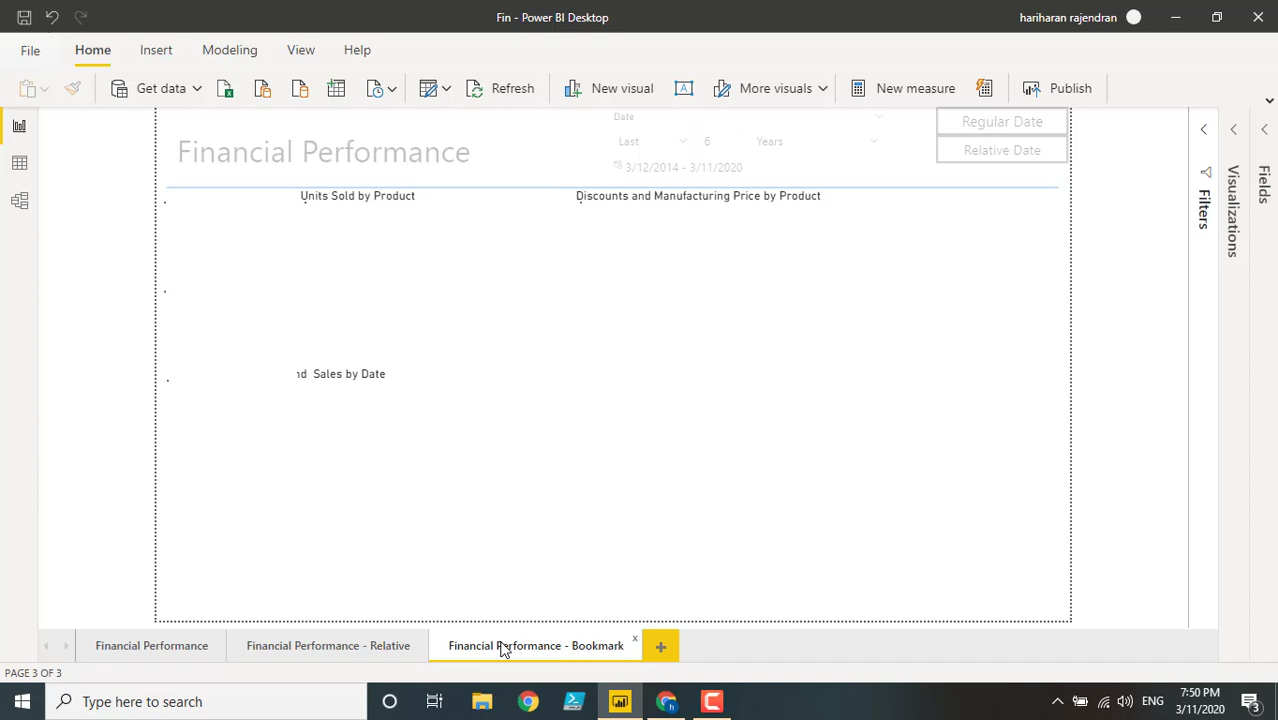 Fin - Power BI Desktop
hariharan rajendran
File
Home
Insert
Modeling
View
Help
Get data
Refresh
New visual
More visuals
New measure
Publish
Date
Last
6
Years
3/12/2014 - 3/11/2020
Regular Date
Relative Date
Financial Performance
Units Sold by Product
Discounts and Manufacturing Price by Product
nd Sales by Date
Filters
Visualizations
Fields
Financial Performance
Financial Performance - Relative
Financial Performance - Bookmark
x
PAGE 3 OF 3
Type here to search
ENG
7:50 PM
3/11/2020
3